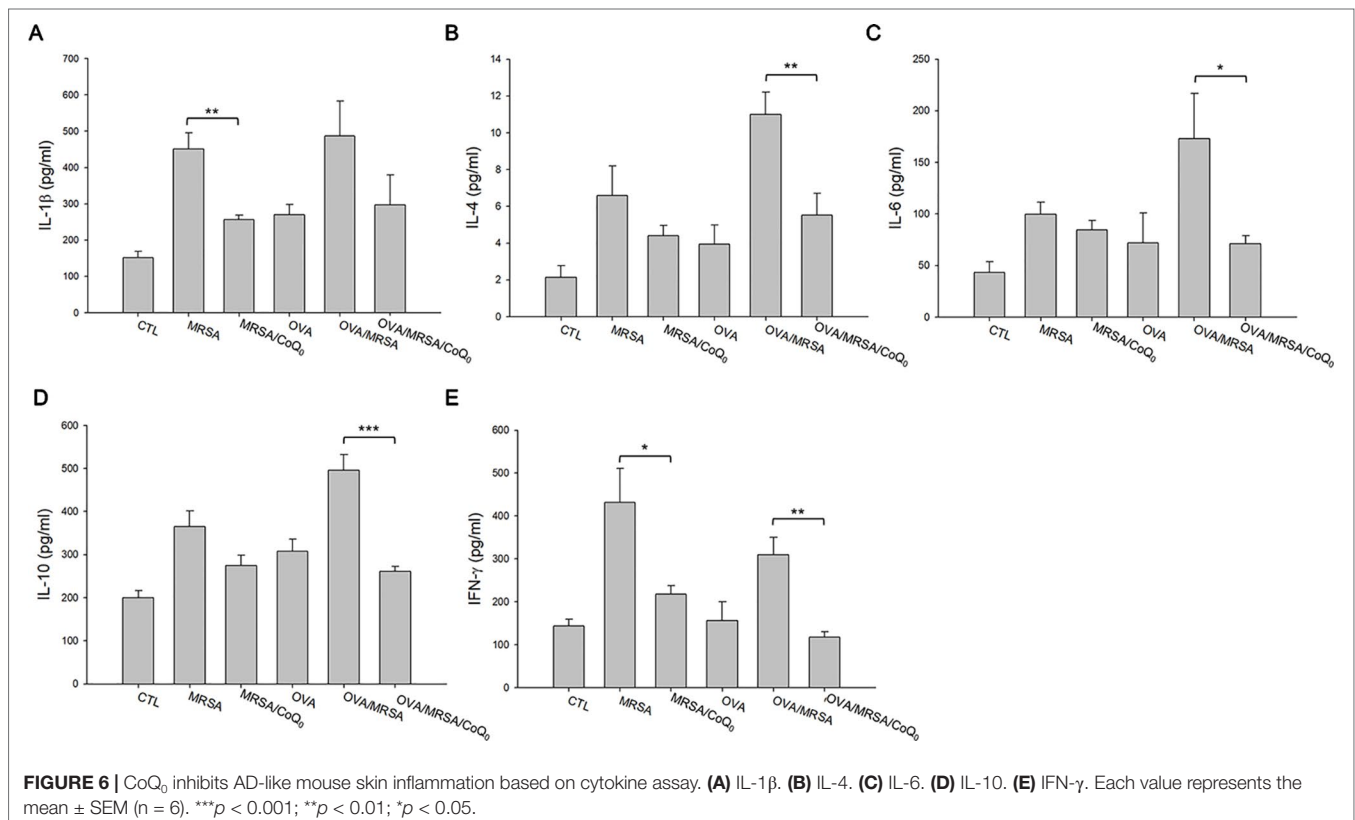 A
700
600
500
400
300
200
100
0
IL-1β (pg/ml)
**
CTL
MRSA
MRSA/CoQ₀
OVA
OVA/MRSA
OVA/MRSA/CoQ₀
B
14
12
10
8
6
4
2
0
IL-4 (pg/ml)
**
CTL
MRSA
MRSA/CoQ₀
OVA
OVA/MRSA
OVA/MRSA/CoQ₀
C
250
200
150
100
50
0
IL-6 (pg/ml)
*
CTL
MRSA
MRSA/CoQ₀
OVA
OVA/MRSA
OVA/MRSA/CoQ₀
D
600
500
400
300
200
100
0
IL-10 (pg/ml)
***
CTL
MRSA
MRSA/CoQ₀
OVA
OVA/MRSA
OVA/MRSA/CoQ₀
E
600
500
400
300
200
100
0
IFN-γ (pg/ml)
*
**
CTL
MRSA
MRSA/CoQ₀
OVA
OVA/MRSA
OVA/MRSA/CoQ₀
FIGURE 6 | CoQ₀ inhibits AD-like mouse skin inflammation based on cytokine assay. (A) IL-1β. (B) IL-4. (C) IL-6. (D) IL-10. (E) IFN-γ. Each value represents the
mean ± SEM (n = 6). ***p < 0.001; **p < 0.01; *p < 0.05.